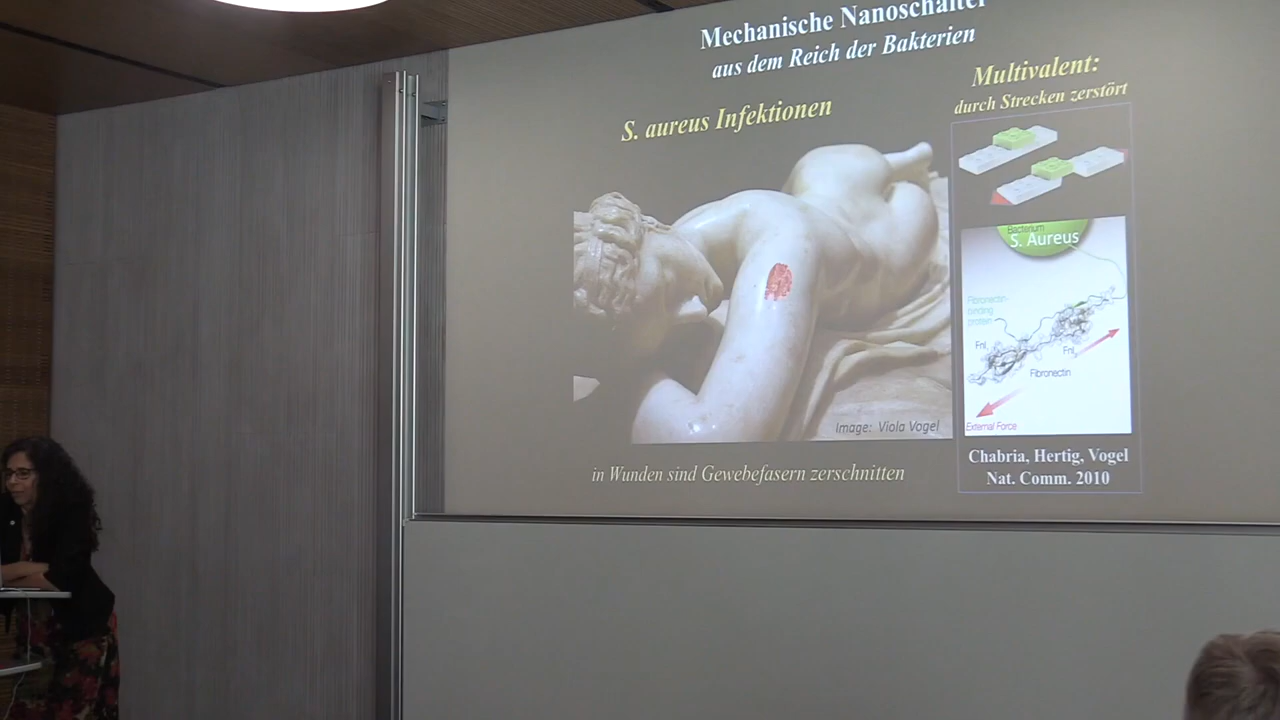 Mechanische Nanoschalter
aus dem Reich der Bakterien
S. aureus Infektionen
Multivalent:
durch Strecken zerstört
Bacterium
S. Aureus
Fibronectin
binding
protein
FnI
FnI
Fibronectin
External Force
Image: Viola Vogel
in Wunden sind Gewebefasern zerschnitten
Chabria, Hertig, Vogel
Nat. Comm. 2010